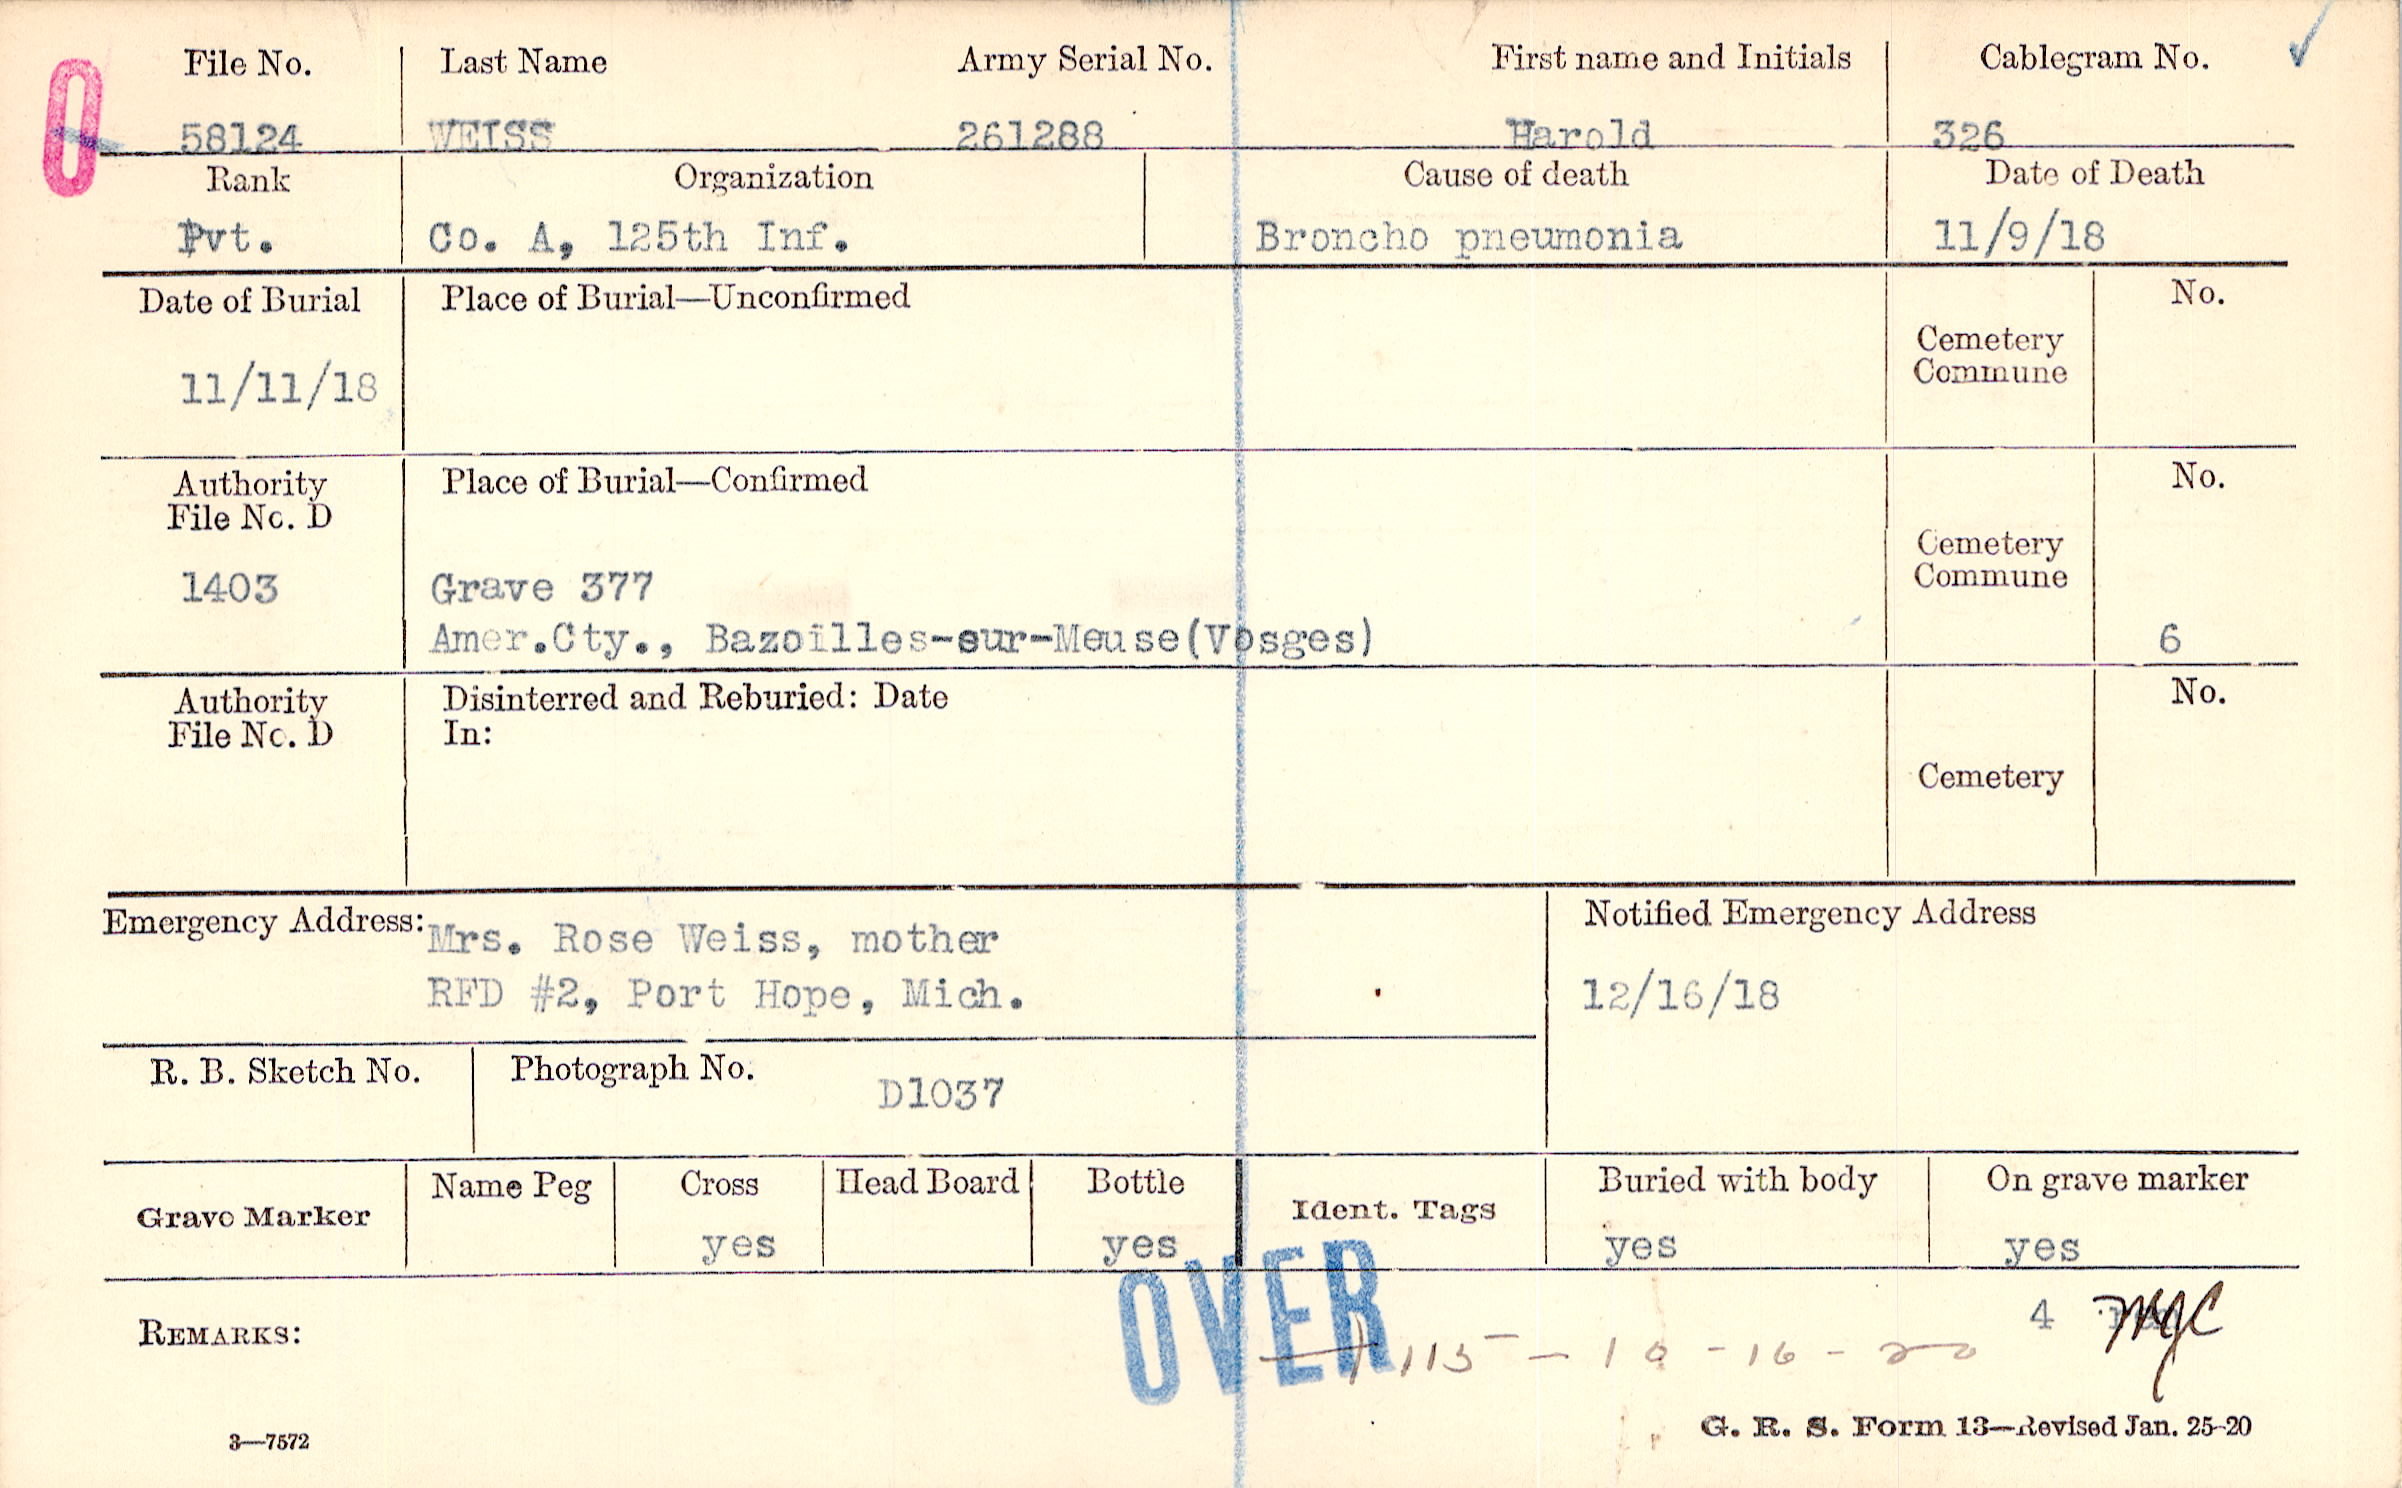 File No. Last Name Army Serial No. First name and Initials Cablegram No.
O
58124 WEISS 261288 Harold 326
Rank Organization Cause of death Date of Death
Pvt. Co. A, 125th Inf. Broncho pneumonia 11/9/18
Date of Burial Place of Burial—Unconfirmed No.
Cemetery
Commune
11/11/18
Authority Place of Burial—Confirmed No.
File No. D
Cemetery
Commune
1403 Grave 377
Amer.Cty., Bazoilles-sur-Meuse(Vosges) 6
Authority Disinterred and Reburied: Date No.
File No. D In:
Cemetery
Emergency Address: Mrs. Rose Weiss, mother Notified Emergency Address
RFD #2, Port Hope, Mich. 12/16/18
R. B. Sketch No. Photograph No. D1037
Grave Marker Name Peg Cross Head Board Bottle Ident. Tags Buried with body On grave marker
yes yes yes yes
OVER
REMARKS: 4
115 - 10 - 16 - 20
3—7572 G. R. S. Form 13—Revised Jan. 25-20